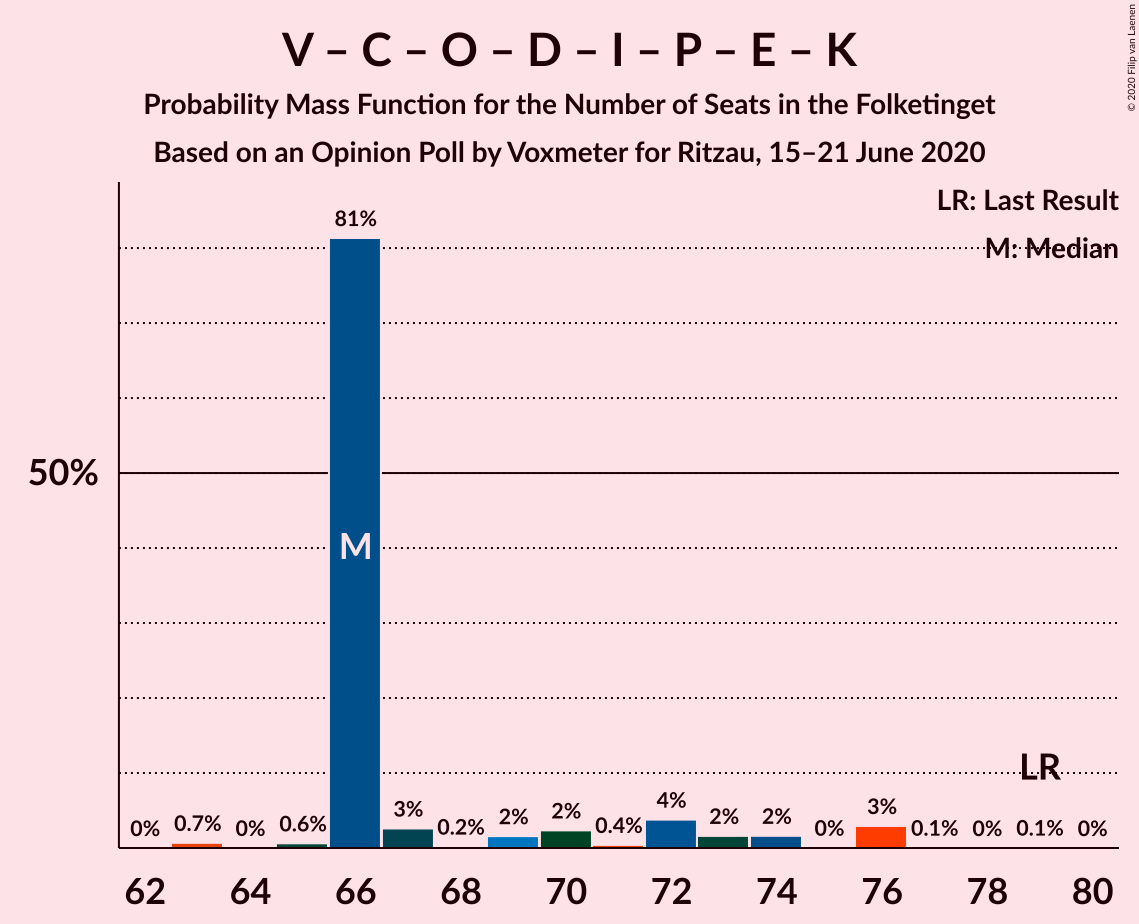 V – C – O – D – I – P – E – K
Probability Mass Function for the Number of Seats in the Folketinget
Based on an Opinion Poll by Voxmeter for Ritzau, 15–21 June 2020
© 2020 Filip van Laenen
LR: Last Result
M: Median
50%
0% 0.7% 0% 0.6% 81% 3% 0.2% 2% 2% 0.4% 4% 2% 2% 0% 3% 0.1% 0% 0.1% 0%
M
LR
62 64 66 68 70 72 74 76 78 80